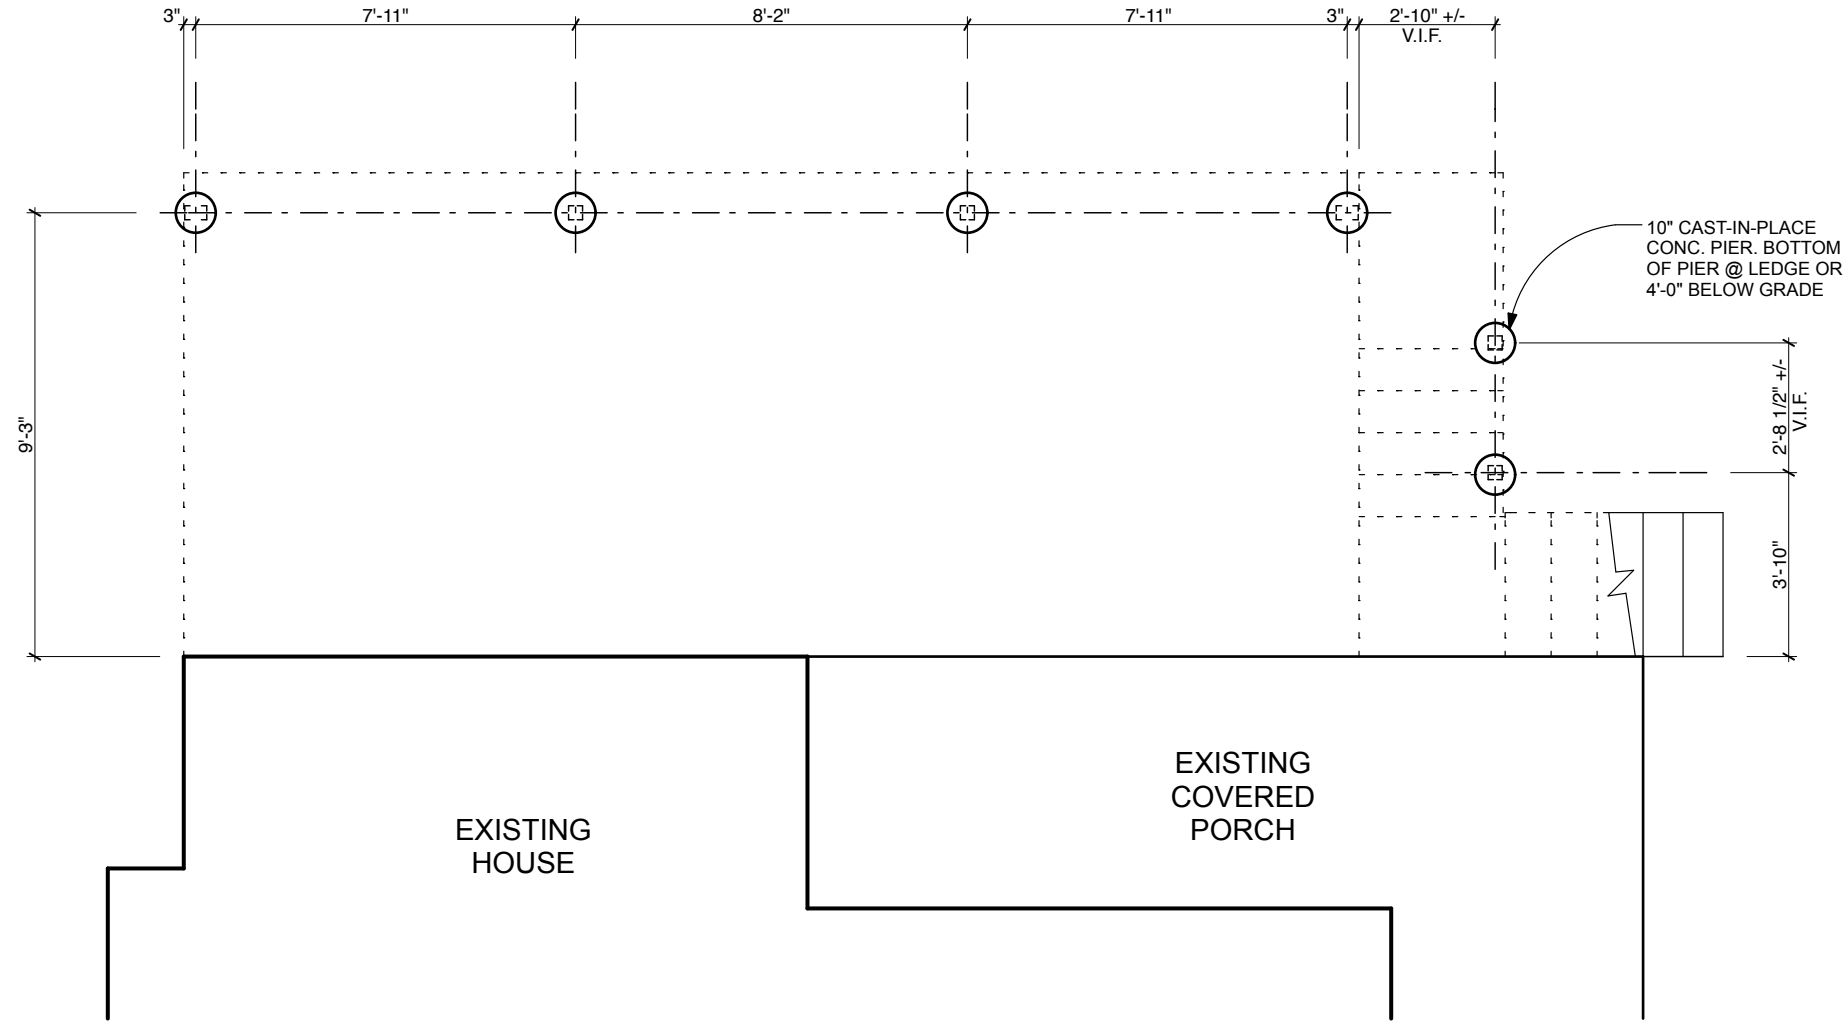 3"
7'-11"
8'-2"
7'-11"
3"
2'-10" +/-
V.I.F.
10" CAST-IN-PLACE
CONC. PIER. BOTTOM
OF PIER @ LEDGE OR
4'-0" BELOW GRADE
9'-3"
2'-8 1/2" +/-
V.I.F.
3'-10"
EXISTING
HOUSE
EXISTING
COVERED
PORCH